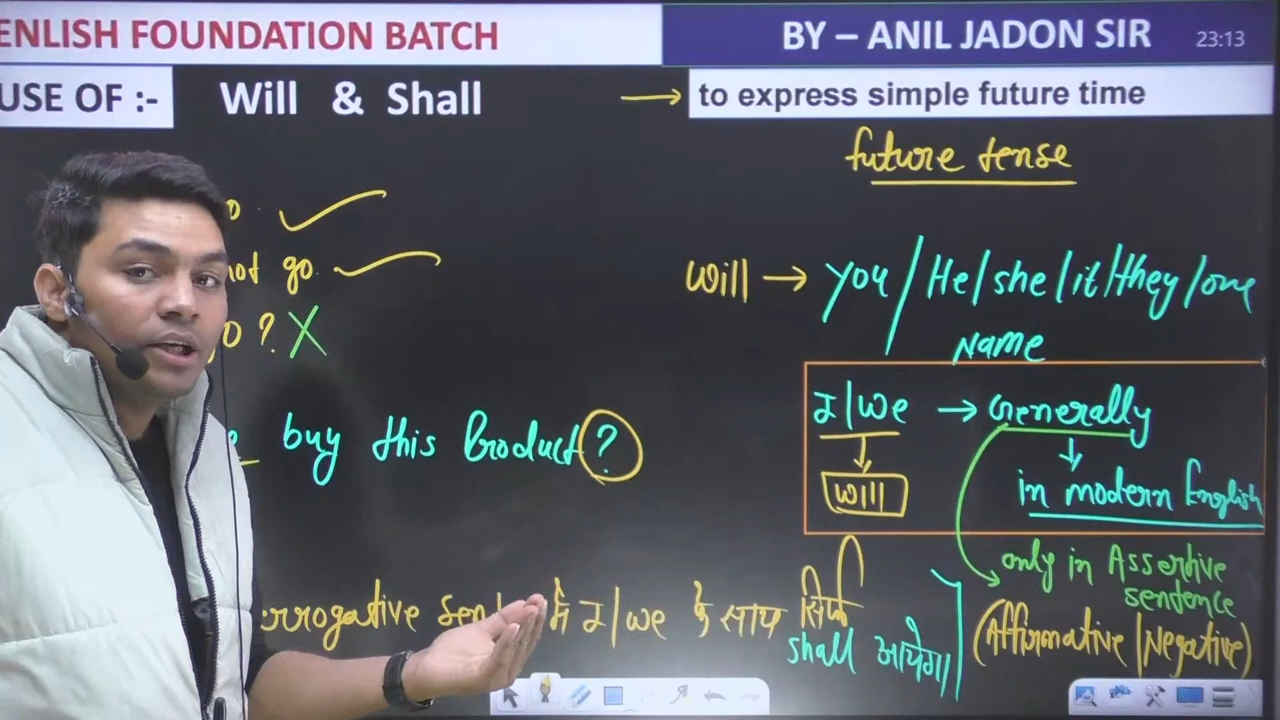 ENLISH FOUNDATION BATCH
BY – ANIL JADON SIR 23:13
USE OF :- Will & Shall → to express simple future time
future tense
not go
? X
buy this Product ?
will → you / He / she / it / they / one
Name
I / we → Generally
will
in modern English
only in Assertive
sentence
(Affirmative / Negative)
errogative में I / we के साथ सिर्फ
shall आयेगा